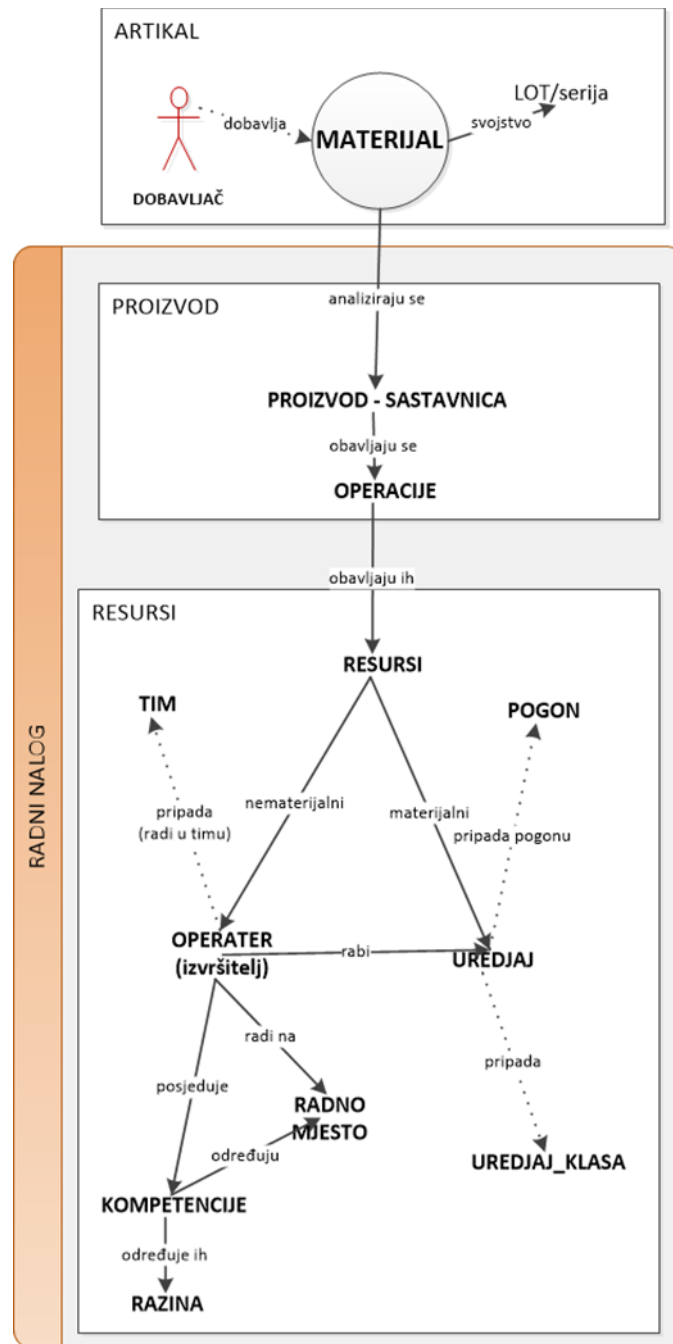 ARTIKAL
LOT/serija
dobavlja
svojstvo
MATERIJAL
DOBAVLJAČ
analiziraju se
PROIZVOD
PROIZVOD - SASTAVNICA
obavljaju se
OPERACIJE
obavljaju ih
RESURSI
RESURSI
TIM
POGON
nematerijalni
materijalni
pripada
(radi u timu)
pripada pogonu
OPERATER
(izvršitelj)
rabi
UREDJAJ
radi na
posjeduje
pripada
RADNO
MJESTO
određuju
UREDJAJ_KLASA
KOMPETENCIJE
određuje ih
RAZINA
RADNI NALOG